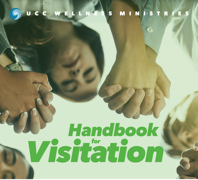 UCC WELLNESS MINISTRIES
Handbook
for
Visitation